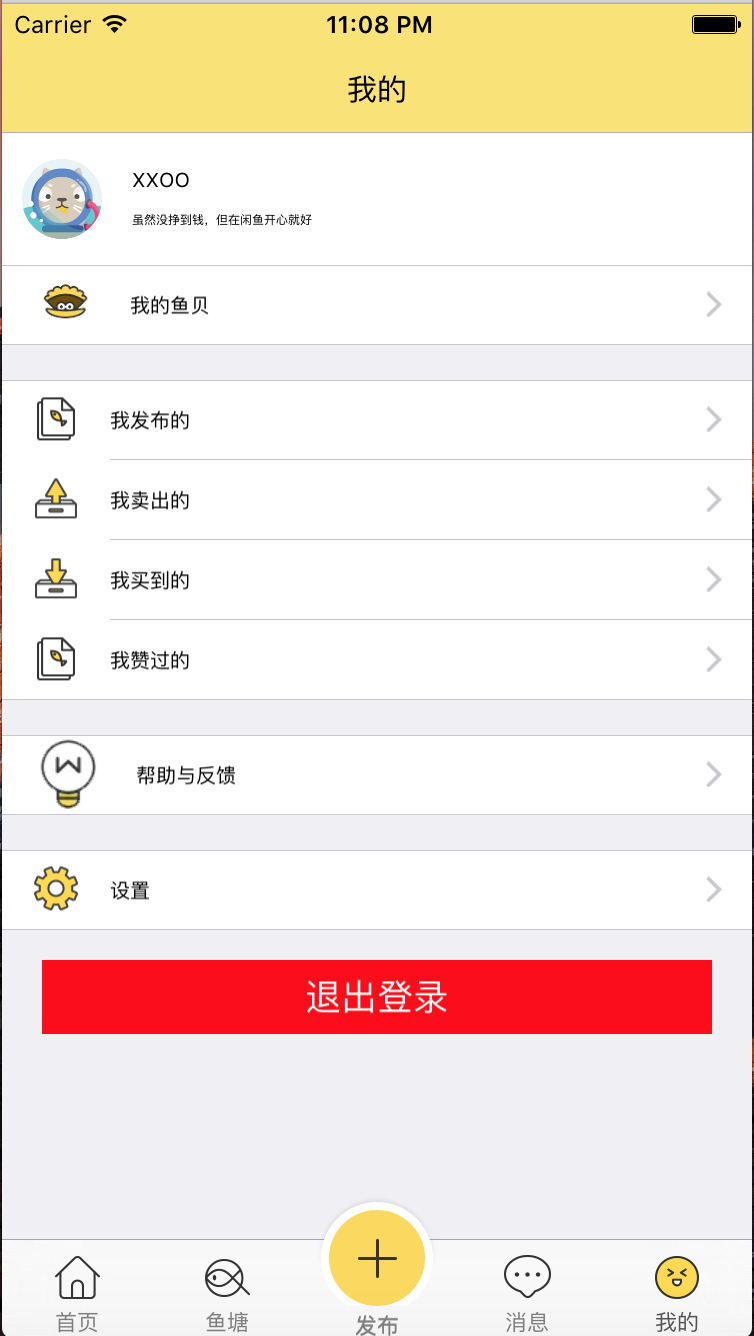 Carrier 11:08 PM
我的
XXOO
虽然没挣到钱，但在闲鱼开心就好
我的鱼贝
我发布的
我卖出的
我买到的
我赞过的
帮助与反馈
设置
退出登录
首页 鱼塘 发布 消息 我的